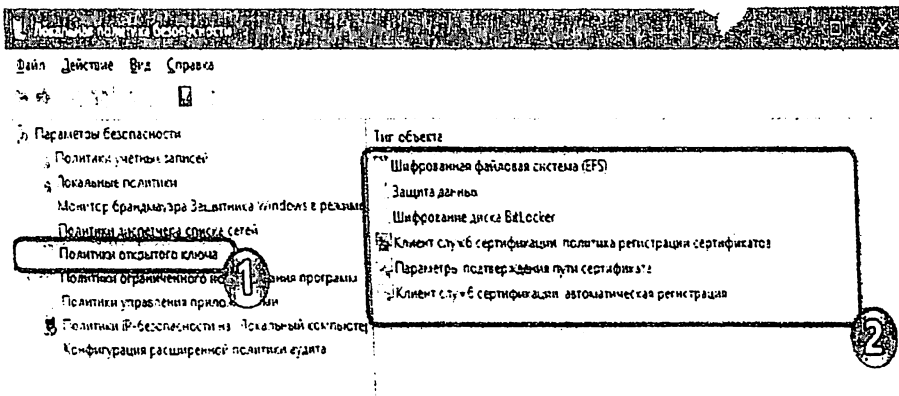 Локальная политика безопасности
Файл Действие Вид Справка
Параметры безопасности
Политики учетных записей
Локальные политики
Монитор брандмауэра Защитника Windows в режиме
Политики диспетчера списка сетей
Политики открытого ключа
Политики ограниченного ания программ
Политики управления
Политики IP-безопасности на "Локальный компьютер
Конфигурация расширенной политики аудита
1
Тип объекта
Шифрованная файловая система (EFS)
Защита данных
Шифрование диска BitLocker
Клиент служб сертификации: политика регистрации сертификатов
Параметры подтверждения пути сертификата
Клиент служб сертификации: автоматическая регистрация
2